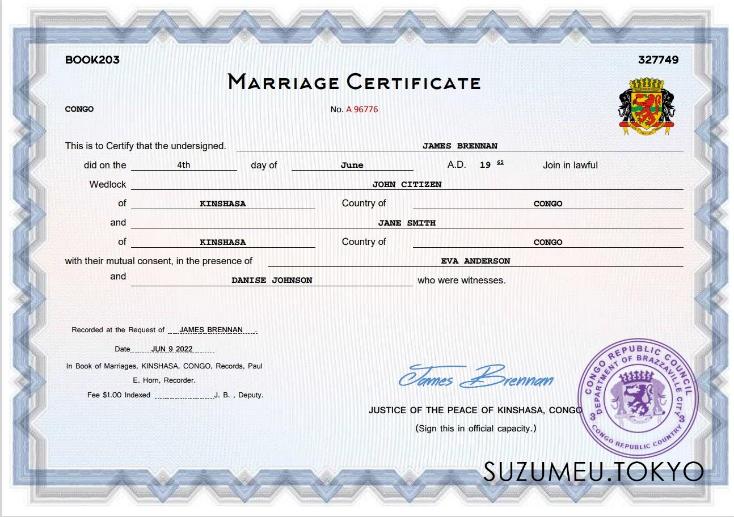 BOOK203
327749
MARRIAGE CERTIFICATE
CONGO
No. A 96776
This is to Certify that the undersigned. JAMES BRENNAN
did on the 4th day of June A.D. 19 Join in lawful
Wedlock JOHN CITIZEN
of KINSHASA Country of CONGO
and JANE SMITH
of KINSHASA Country of CONGO
with their mutual consent, in the presence of EVA ANDERSON
and DANISE JOHNSON who were witnesses.
Recorded at the Request of JAMES BRENNAN
Date JUN 9 2022
In Book of Marriages, KINSHASA, CONGO, Records, Paul
E. Horn, Recorder.
Fee $1.00 Indexed J. B. , Deputy.
James Brennan
JUSTICE OF THE PEACE OF KINSHASA, CONGO
(Sign this in official capacity.)
CONGO REPUBLIC COUNCIL
DEPARTMENT OF BRAZZAVILLE CITY
CONGO REPUBLIC COUNTRY
SUZUMEU.TOKYO